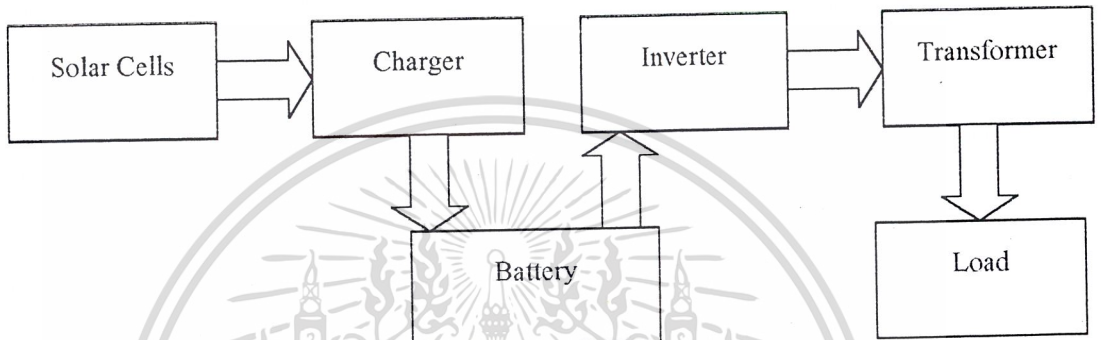 Solar Cells
Charger
Inverter
Transformer
Battery
Load